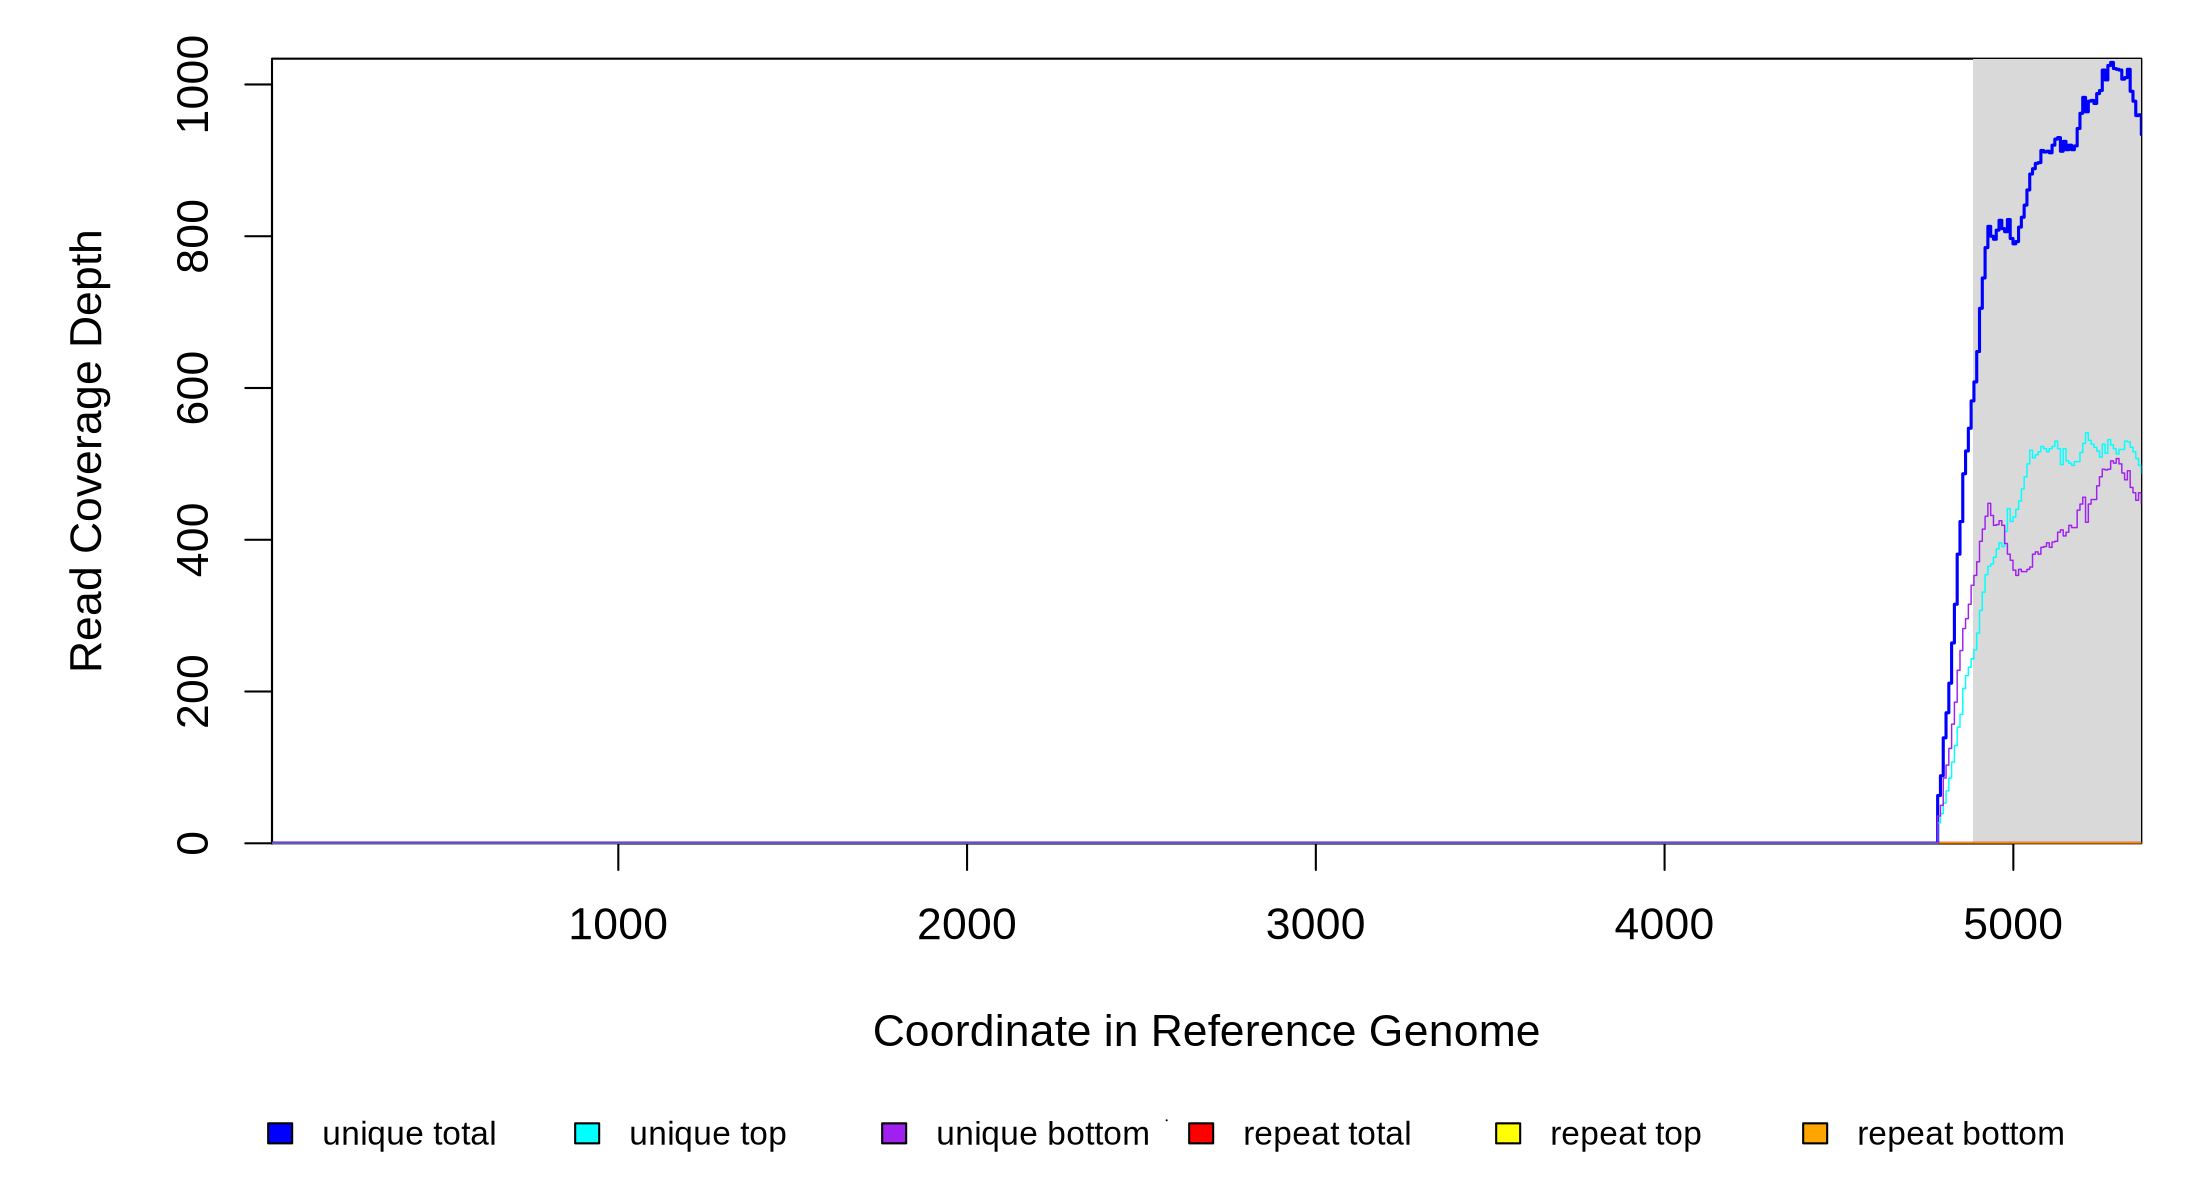 Read Coverage Depth
1000
800
600
400
200
0
1000 2000 3000 4000 5000
Coordinate in Reference Genome
unique total unique top unique bottom repeat total repeat top repeat bottom